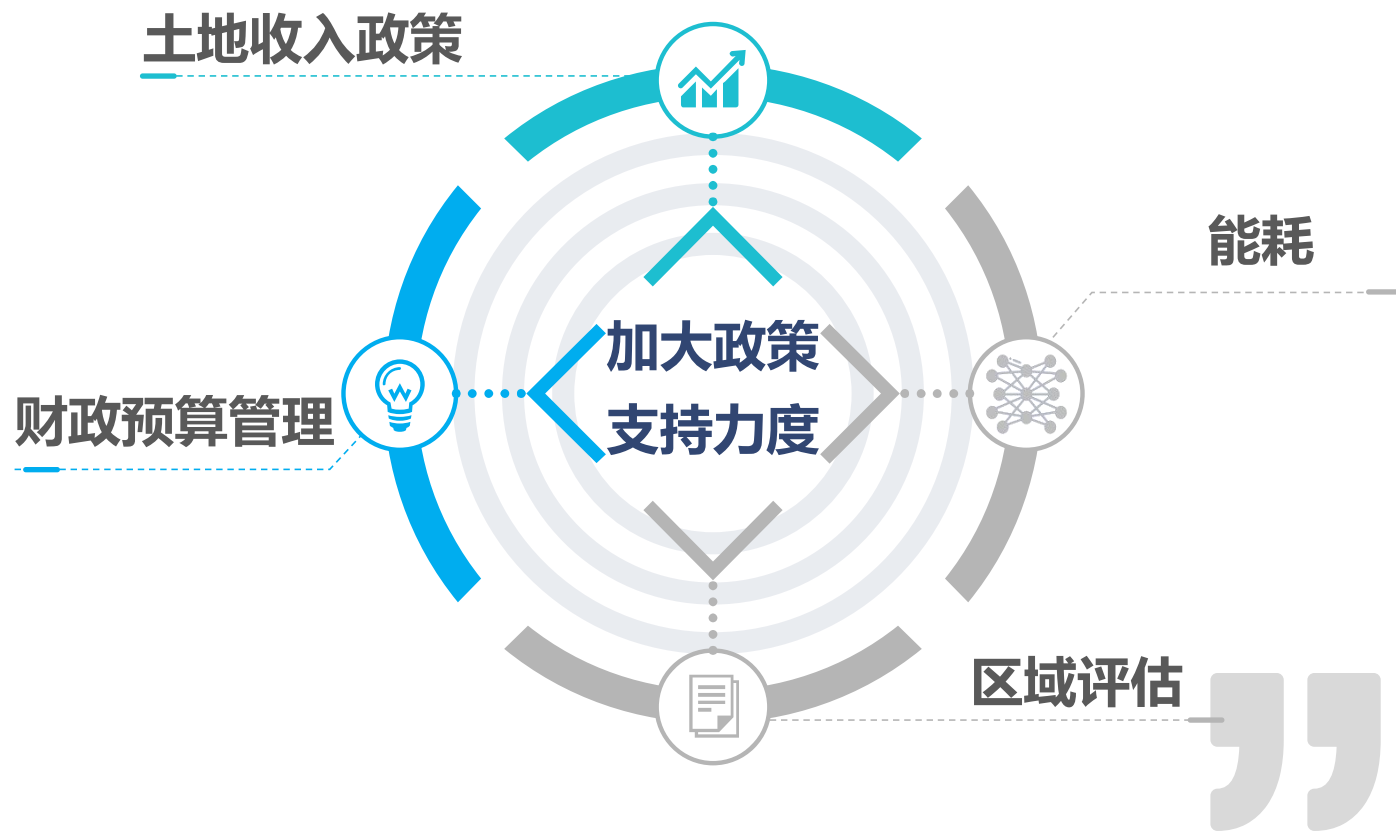 土地收入政策
能耗
加大政策
支持力度
财政预算管理
区域评估